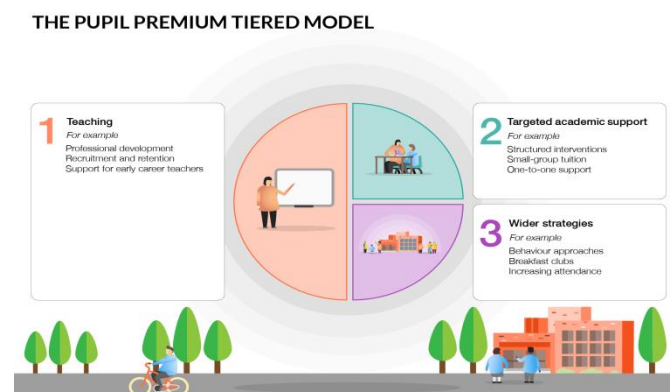 THE PUPIL PREMIUM TIERED MODEL
1
Teaching
For example
Professional development
Recruitment and retention
Support for early career teachers
2
Targeted academic support
For example
Structured interventions
Small-group tuition
One-to-one support
3
Wider strategies
For example
Behaviour approaches
Breakfast clubs
Increasing attendance